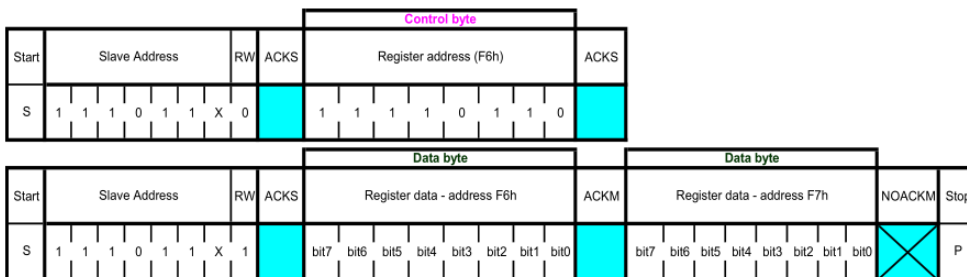 Control byte
Start Slave Address RW ACKS Register address (F6h) ACKS
S 1 1 1 0 1 1 X 0 1 1 1 1 0 1 1 0
Data byte Data byte
Start Slave Address RW ACKS Register data - address F6h ACKM Register data - address F7h NOACKM Stop
S 1 1 1 0 1 1 X 1 bit7 bit6 bit5 bit4 bit3 bit2 bit1 bit0 bit7 bit6 bit5 bit4 bit3 bit2 bit1 bit0 P